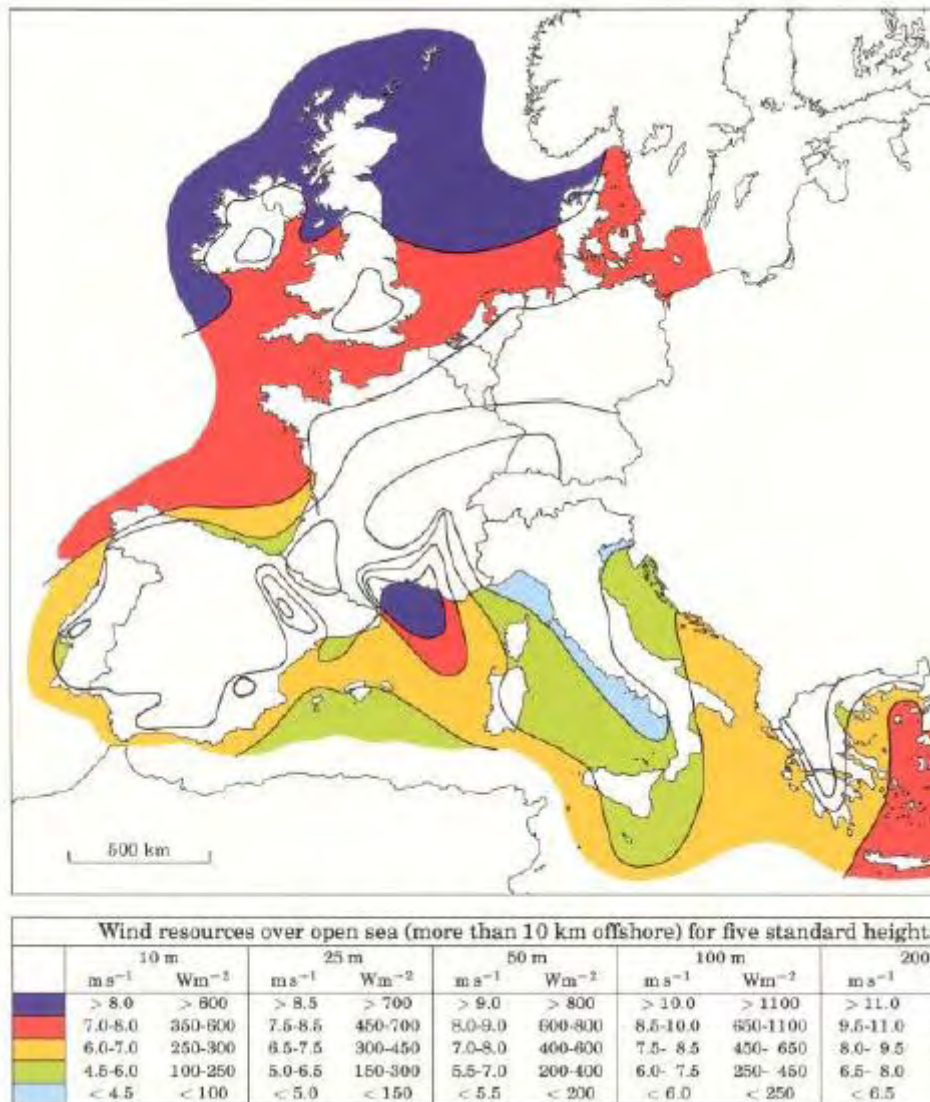 500 km
Wind resources over open sea (more than 10 km offshore) for five standard height
10 m 25 m 50 m 100 m 200
m s⁻¹ Wm⁻² m s⁻¹ Wm⁻² m s⁻¹ Wm⁻² m s⁻¹ Wm⁻² m s⁻¹
> 8.0 > 600 > 8.5 > 700 > 9.0 > 800 > 10.0 > 1100 > 11.0
7.0-8.0 350-600 7.5-8.5 450-700 8.0-9.0 600-800 8.5-10.0 650-1100 9.5-11.0
6.0-7.0 250-300 6.5-7.5 300-450 7.0-8.0 400-600 7.5- 8.5 450- 650 8.0- 9.5
4.5-6.0 100-250 5.0-6.5 150-300 5.5-7.0 200-400 6.0- 7.5 250- 450 6.5- 8.0
< 4.5 < 100 < 5.0 < 150 < 5.5 < 200 < 6.0 < 250 < 6.5